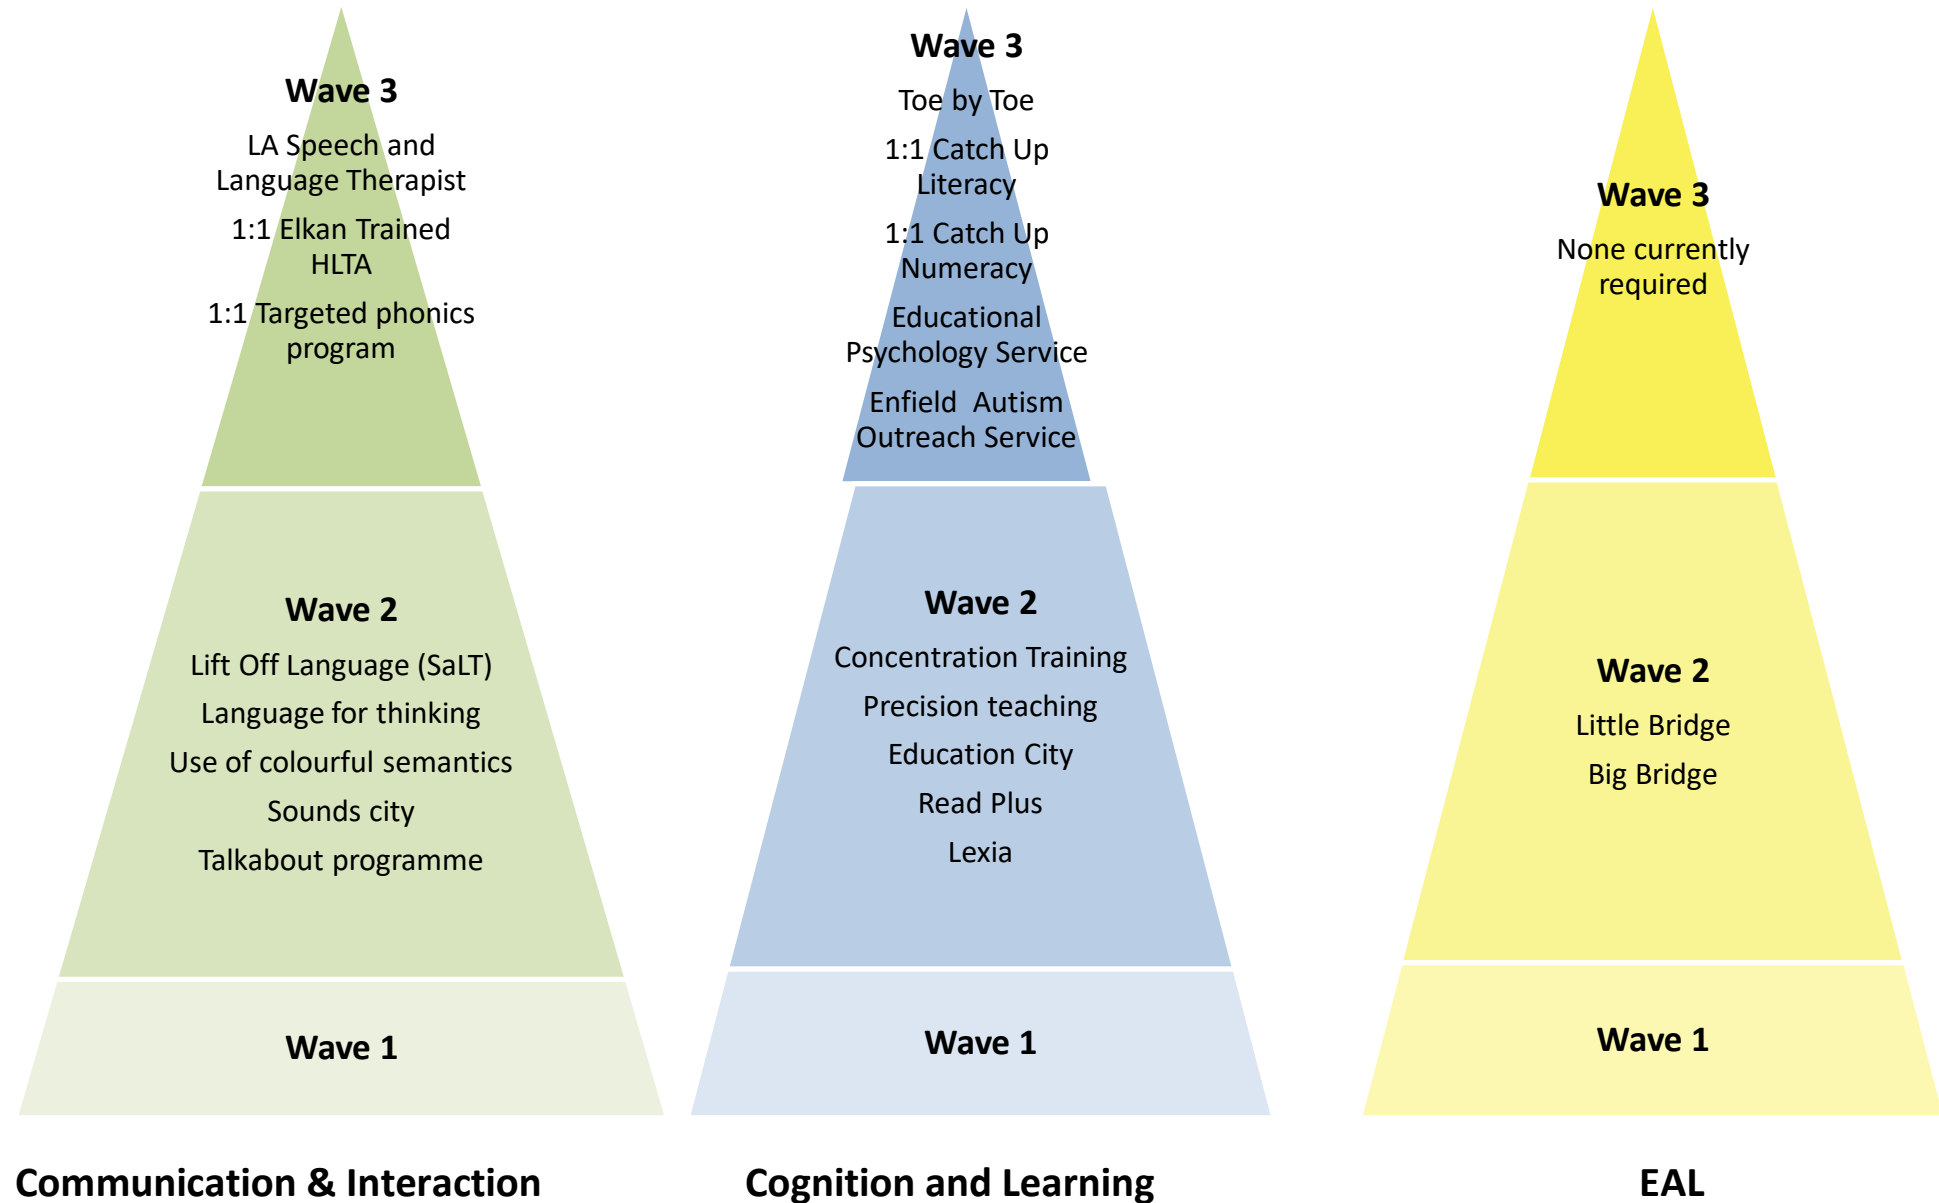 Wave 3
LA Speech and
Language Therapist
1:1 Elkan Trained
HLTA
1:1 Targeted phonics
program
Wave 2
Lift Off Language (SaLT)
Language for thinking
Use of colourful semantics
Sounds city
Talkabout programme
Wave 1
Communication & Interaction
Wave 3
Toe by Toe
1:1 Catch Up
Literacy
1:1 Catch Up
Numeracy
Educational
Psychology Service
Enfield  Autism
Outreach Service
Wave 2
Concentration Training
Precision teaching
Education City
Read Plus
Lexia
Wave 1
Cognition and Learning
Wave 3
None currently
required
Wave 2
Little Bridge
Big Bridge
Wave 1
EAL